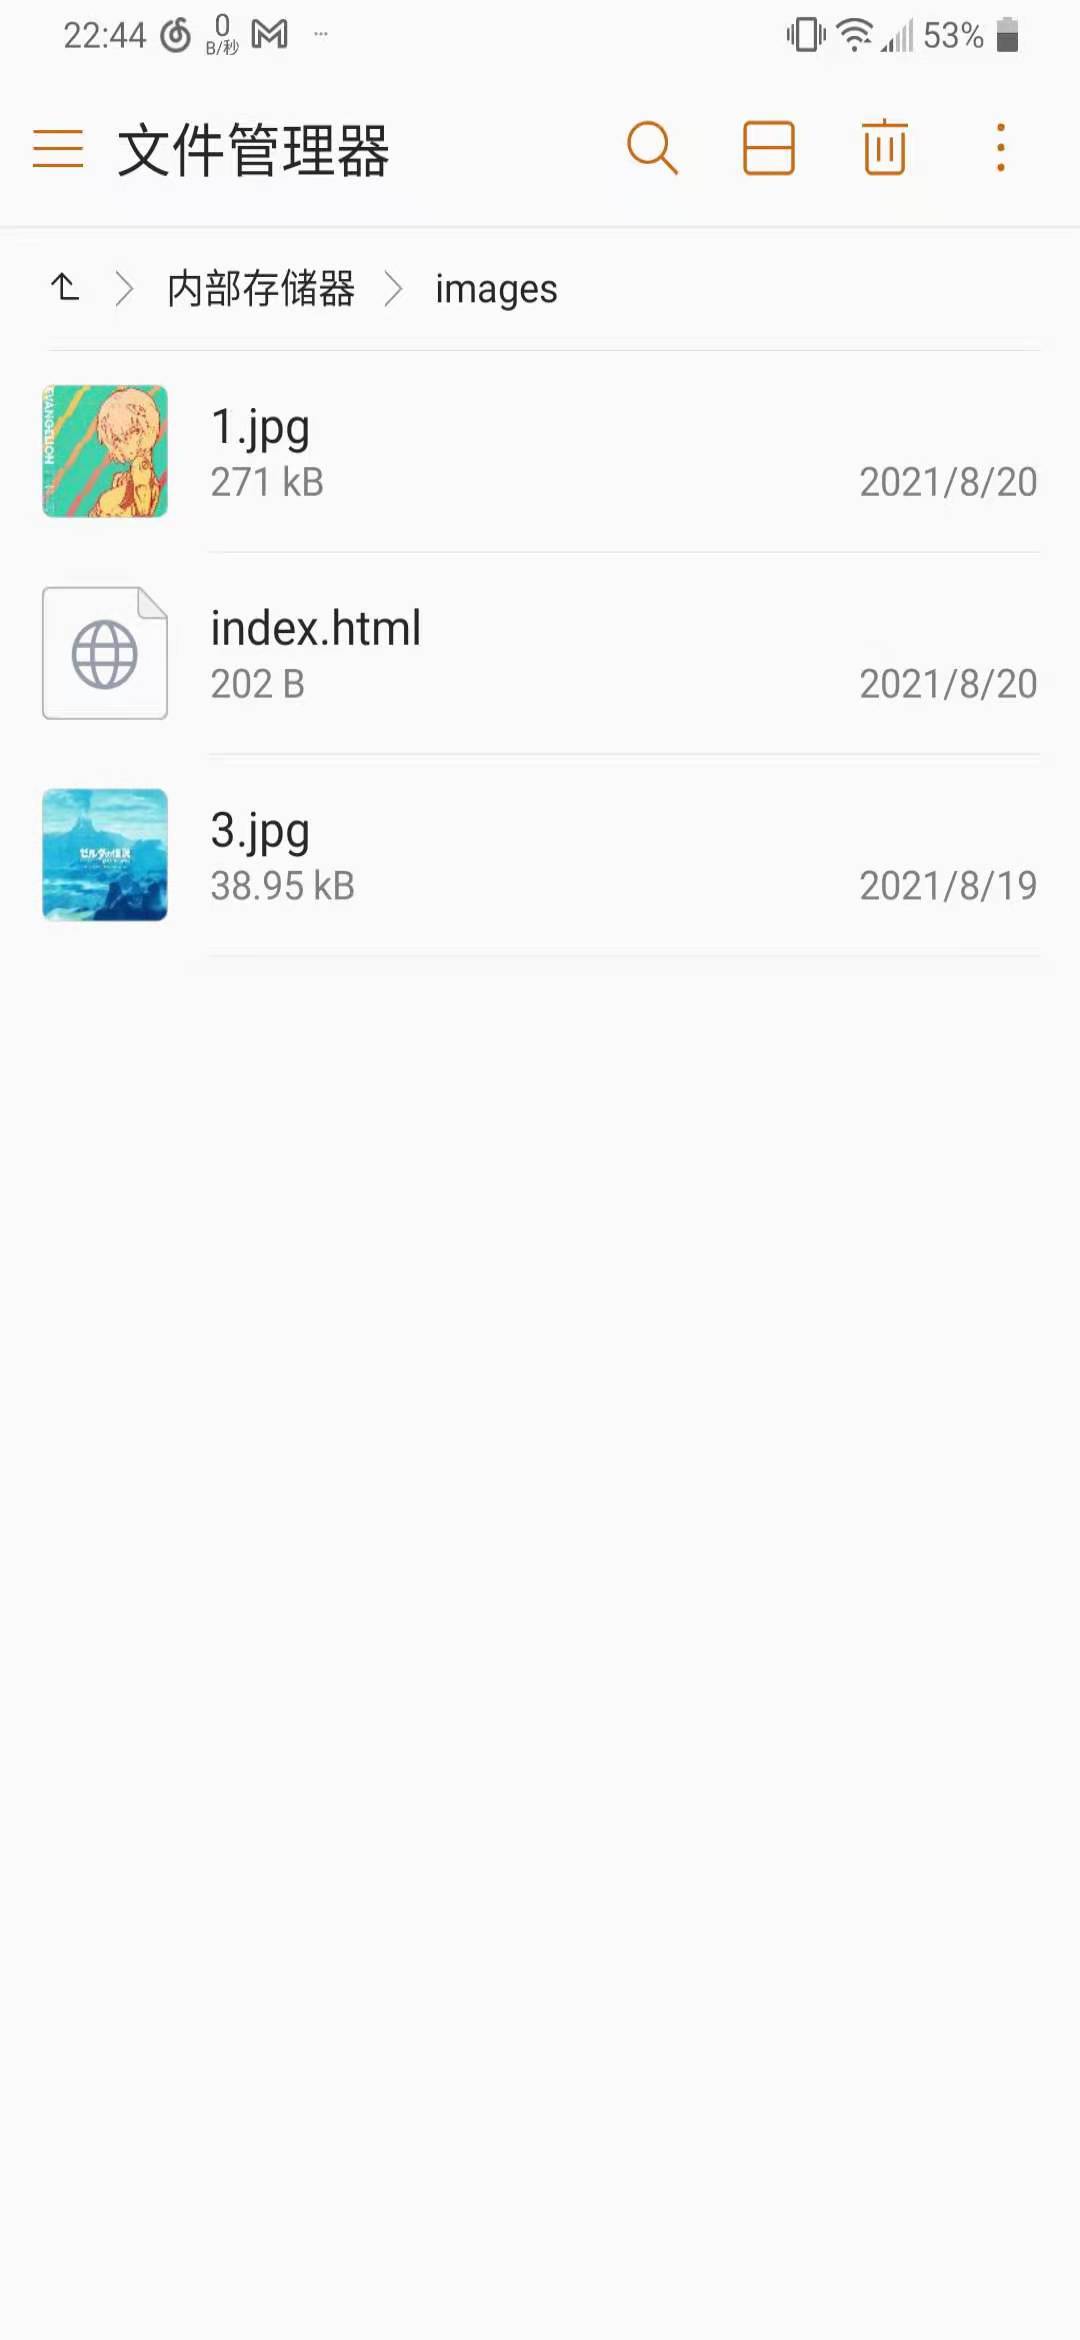 22:44 0 B/秒 53%
文件管理器
内部存储器 images
EVANGELION
1.jpg
271 kB 2021/8/20
index.html
202 B 2021/8/20
ゼルダの伝説
3.jpg
38.95 kB 2021/8/19